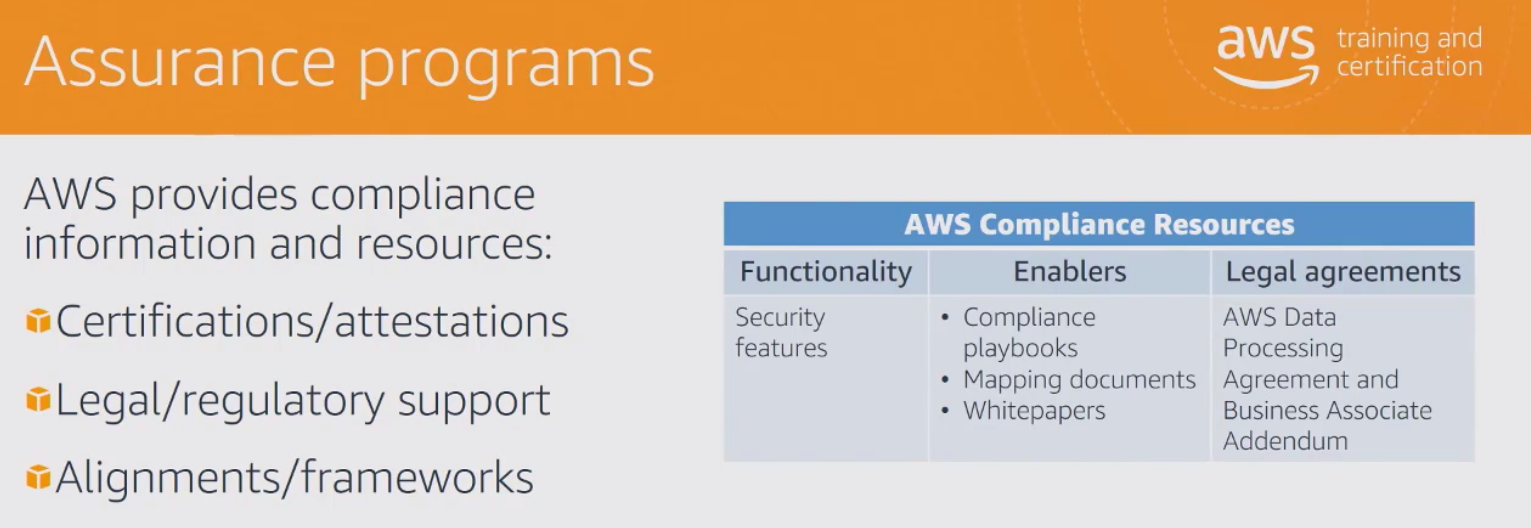 Assurance programs
aws training and
certification
AWS provides compliance
information and resources:
Certifications/attestations
Legal/regulatory support
Alignments/frameworks
AWS Compliance Resources
Functionality
Enablers
Legal agreements
Security
features
• Compliance
playbooks
• Mapping documents
• Whitepapers
AWS Data
Processing
Agreement and
Business Associate
Addendum